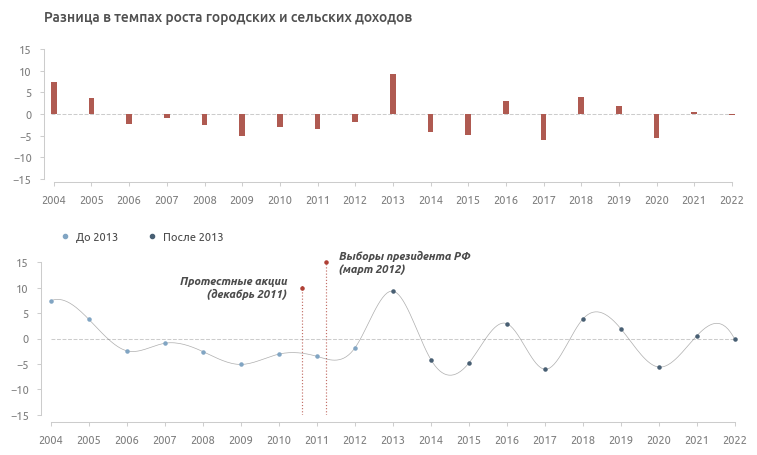 Разница в темпах роста городских и сельских доходов
15
10
5
0
−5
−10
−15
2004 2005 2006 2007 2008 2009 2010 2011 2012 2013 2014 2015 2016 2017 2018 2019 2020 2021 2022
До 2013 После 2013
Выборы президента РФ
(март 2012)
Протестные акции
(декабрь 2011)
15
10
5
0
−5
−10
−15
2004 2005 2006 2007 2008 2009 2010 2011 2012 2013 2014 2015 2016 2017 2018 2019 2020 2021 2022